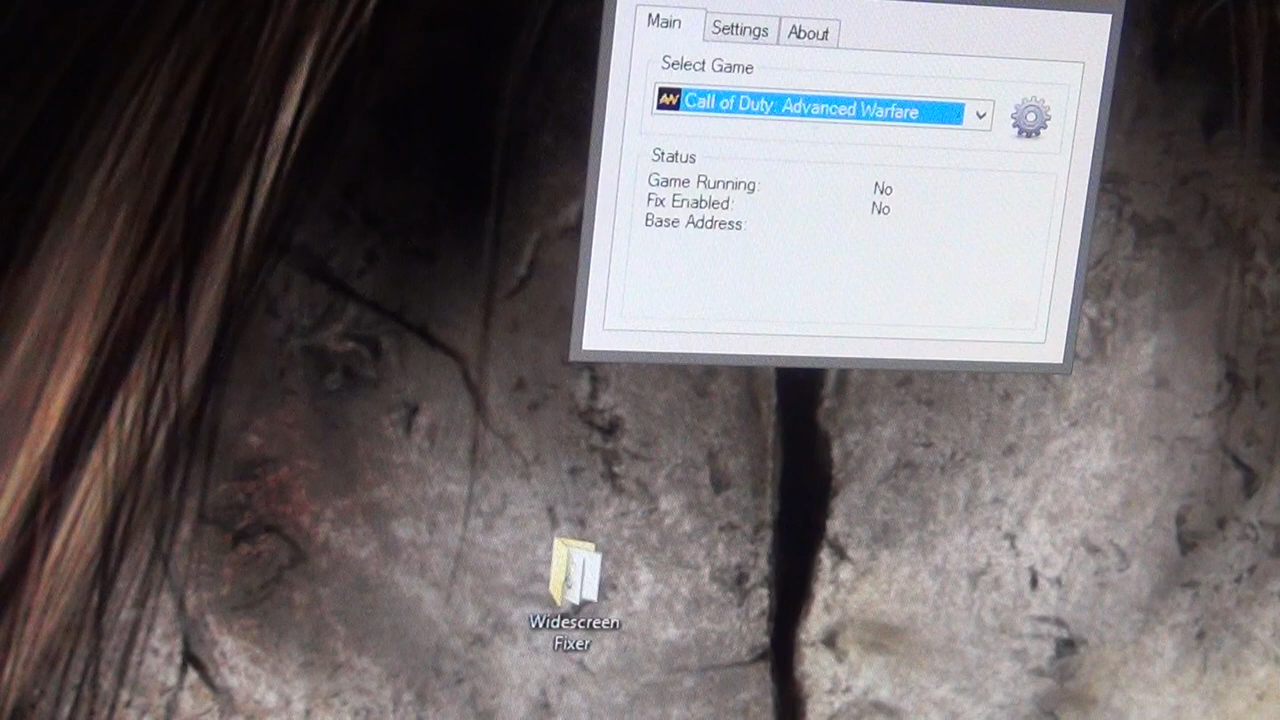 Main
Settings
About
Select Game
AW
Call of Duty: Advanced Warfare
Status
Game Running: No
Fix Enabled: No
Base Address:
Widescreen
Fixer